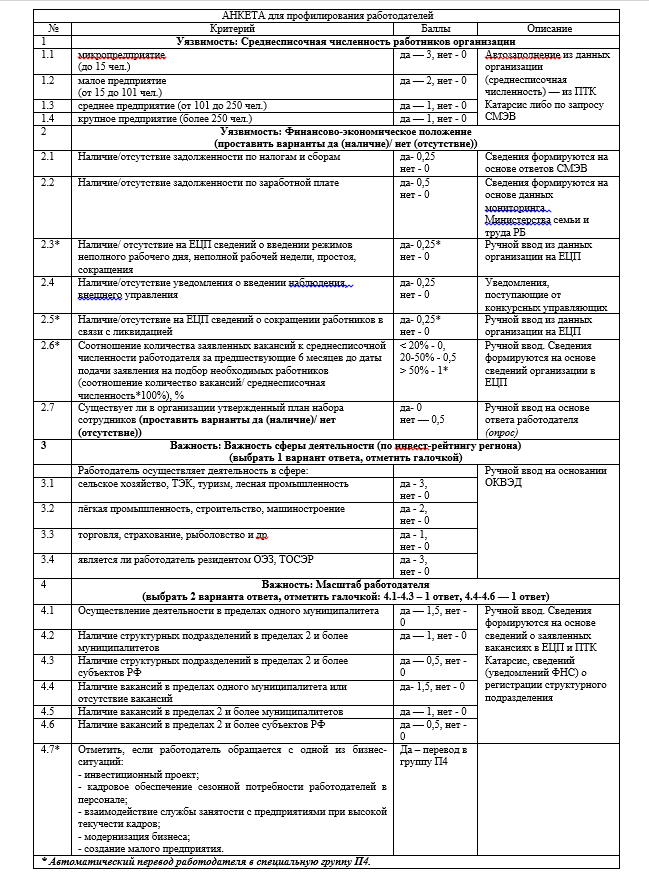 АНКЕТА для профилирования работодателей
№ Критерий Баллы Описание
1 Уязвимость: Среднесписочная численность работников организации
1.1 микропредприятие да — 3, нет - 0 Автозаполнение из данных
(до 15 чел.) организации
1.2 малое предприятие да — 2, нет - 0 (среднесписочная
(от 15 до 101 чел.) численность) — из ПТК
1.3 среднее предприятие (от 101 до 250 чел.) да — 1, нет - 0 Катарсис либо по запросу
1.4 крупное предприятие (более 250 чел.) да — 1, нет - 0 СМЭВ
2 Уязвимость: Финансово-экономическое положение
(проставить варианты да (наличие)/ нет (отсутствие))
2.1 Наличие/отсутствие задолженности по налогам и сборам да- 0,25 Сведения формируются на
нет - 0 основе ответов СМЭВ
2.2 Наличие/отсутствие задолженности по заработной плате да- 0,5 Сведения формируются на
нет - 0 основе данных
мониторинга
Министерства семьи и
труда РБ
2.3* Наличие/ отсутствие на ЕЦП сведений о введении режимов да- 0,25* Ручной ввод из данных
неполного рабочего дня, неполной рабочей недели, простоя, нет - 0 организации на ЕЦП
сокращения
2.4 Наличие/отсутствие уведомления о введении наблюдения, да- 0,25 Уведомления,
внешнего управления нет - 0 поступающие от
конкурсных управляющих
2.5* Наличие/отсутствие на ЕЦП сведений о сокращении работников в да- 0,25* Ручной ввод из данных
связи с ликвидацией нет - 0 организации на ЕЦП
2.6* Соотношение количества заявленных вакансий к среднесписочной < 20% - 0, Ручной ввод. Сведения
численности работодателя за предшествующие 6 месяцев до даты 20-50% - 0,5 формируются на основе
подачи заявления на подбор необходимых работников > 50% - 1* сведений организации в
(соотношение количество вакансий/ среднесписочная ЕЦП
численность*100%), %
2.7 Существует ли в организации утвержденный план набора да- 0 Ручной ввод на основе
сотрудников (проставить варианты да (наличие)/ нет нет — 0,5 ответа работодателя
(отсутствие)) (опрос)
3 Важность: Важность сферы деятельности (по инвест-рейтингу региона)
(выбрать 1 вариант ответа, отметить галочкой)
Работодатель осуществляет деятельность в сфере: Ручной ввод на основании
3.1 сельское хозяйство, ТЭК, туризм, лесная промышленность да - 3, ОКВЭД
нет - 0
3.2 лёгкая промышленность, строительство, машиностроение да - 2,
нет - 0
3.3 торговля, страхование, рыболовство и др да - 1,
нет - 0
3.4 является ли работодатель резидентом ОЭЗ, ТОСЭР да - 3,
нет - 0
4 Важность: Масштаб работодателя
(выбрать 2 варианта ответа, отметить галочкой: 4.1-4.3 – 1 ответ, 4.4-4.6 — 1 ответ)
4.1 Осуществление деятельности в пределах одного муниципалитета да — 1,5, нет - Ручной ввод. Сведения
0 формируются на основе
4.2 Наличие структурных подразделений в пределах 2 и более да — 1, нет - 0 сведений о заявленных
муниципалитетов вакансиях в ЕЦП и ПТК
4.3 Наличие структурных подразделений в пределах 2 и более да — 0,5, нет - Катарсис, сведений
субъектов РФ 0 (уведомлений ФНС) о
4.4 Наличие вакансий в пределах одного муниципалитета или да- 1,5, нет - 0 регистрации структурного
отсутствие вакансий подразделения
4.5 Наличие вакансий в пределах 2 и более муниципалитетов да — 1, нет - 0
4.6 Наличие вакансий в пределах 2 и более субъектов РФ да — 0,5, нет -
0
4.7* Отметить, если работодатель обращается с одной из бизнес- Да – перевод в
ситуаций: группу П4
- инвестиционный проект;
- кадровое обеспечение сезонной потребности работодателей в
персонале;
- взаимодействие службы занятости с предприятиями при высокой
текучести кадров;
- модернизация бизнеса;
- создание малого предприятия.
* Автоматический перевод работодателя в специальную группу П4.